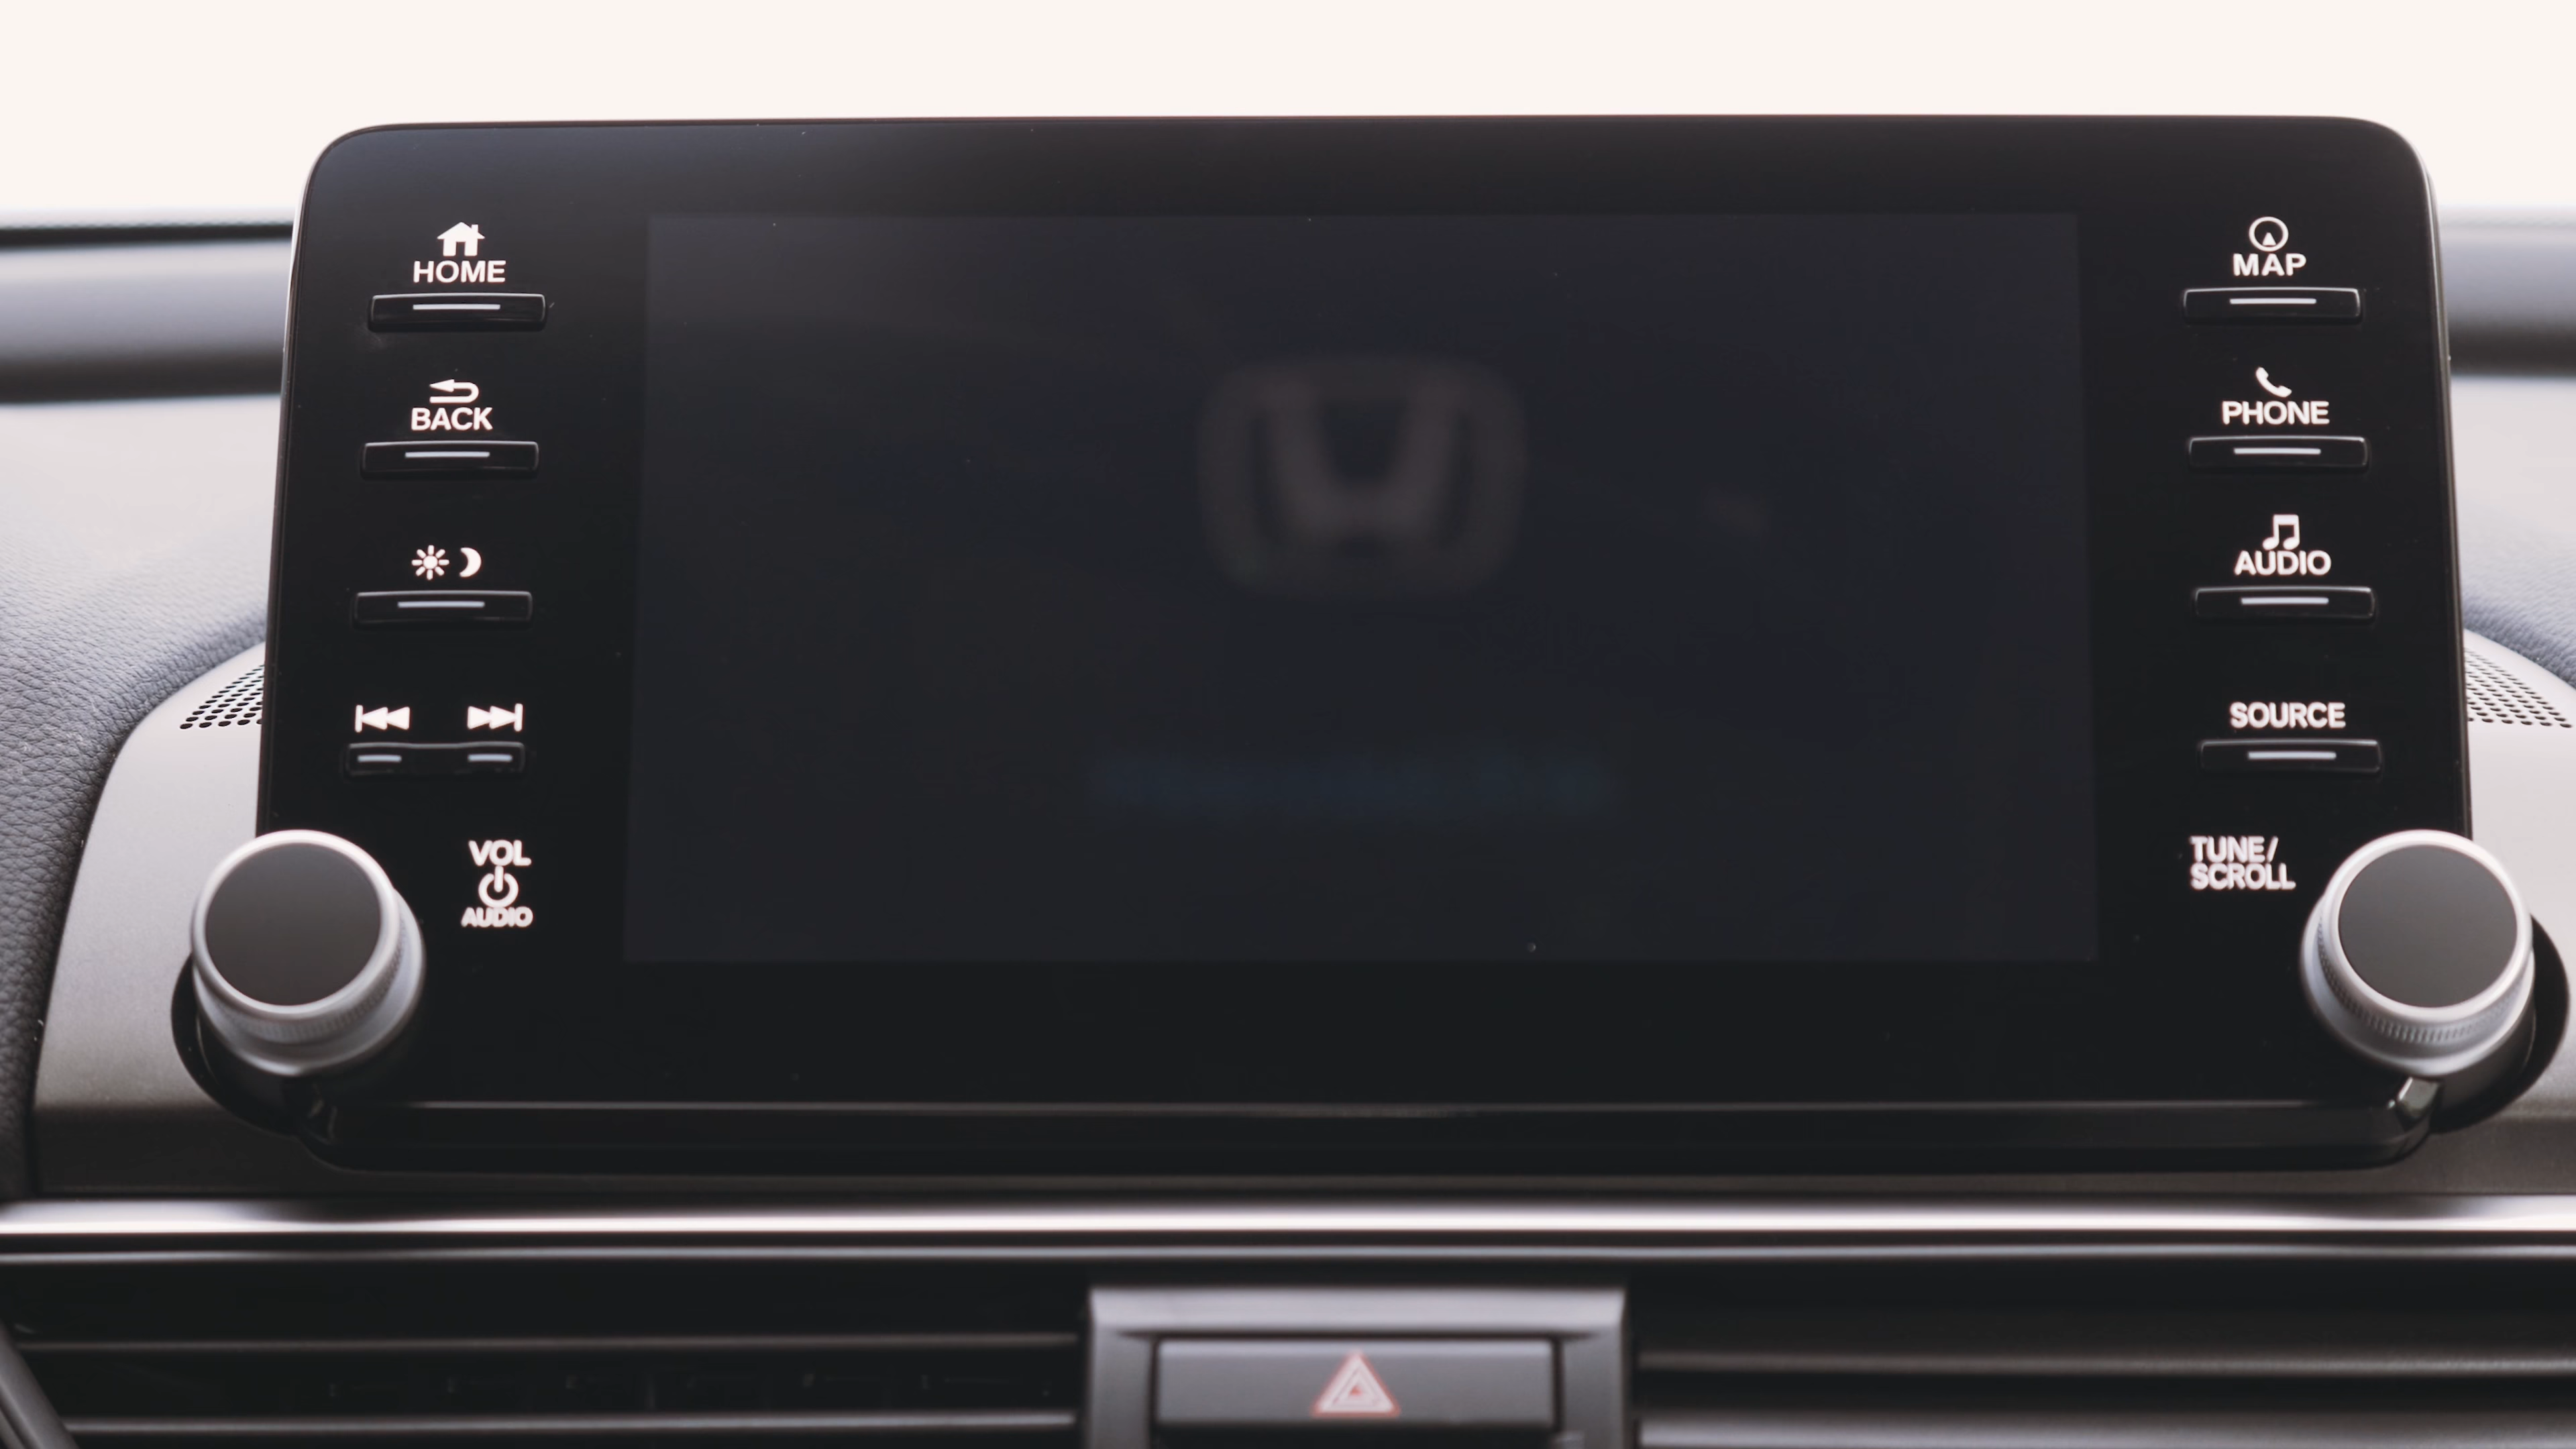 HOME
BACK
VOL
AUDIO
MAP
PHONE
AUDIO
SOURCE
TUNE/
SCROLL